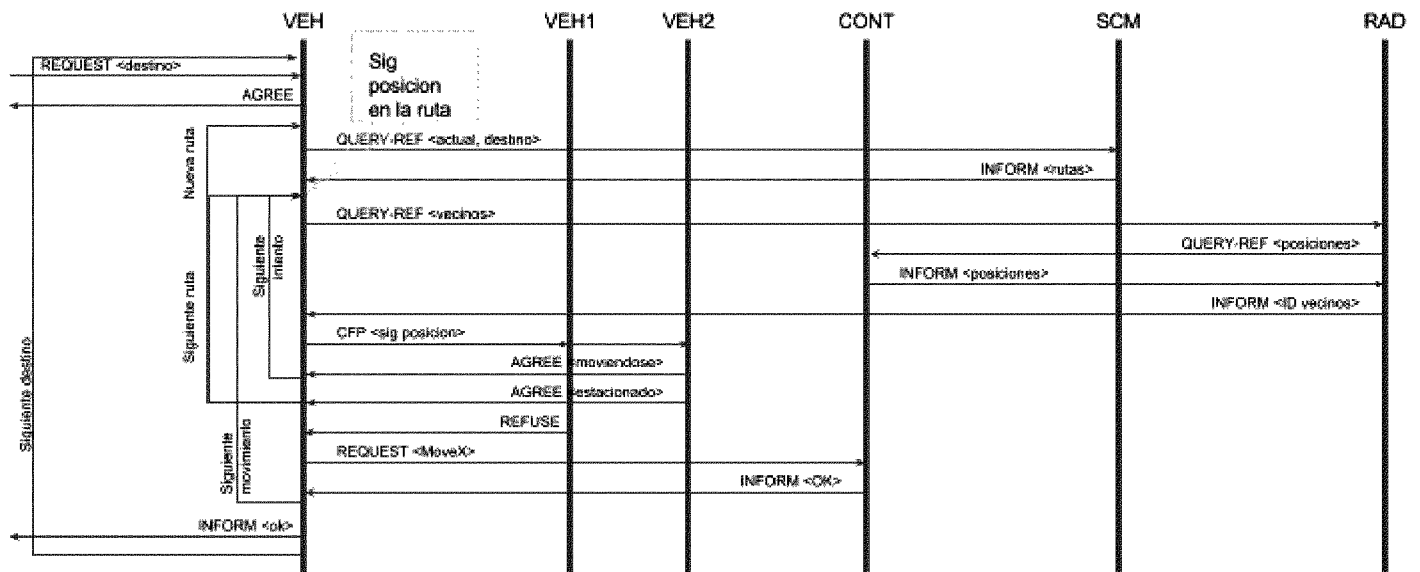 VEH VEH1 VEH2 CONT SCM RAD
Sig
posicion
en la ruta
REQUEST <destino>
AGREE
Nueva ruta
QUERY-REF <actual, destino>
INFORM <rutas>
QUERY-REF <vecinos>
Siguiente
intento
QUERY-REF <posiciones>
INFORM <posiciones>
INFORM <ID vecinos>
Siguiente ruta
CFP <sig posicion>
AGREE <moviendose>
AGREE <estacionado>
Siguiente destino
REFUSE
Siguiente
movimiento
REQUEST <MoveX>
INFORM <OK>
INFORM <ok>